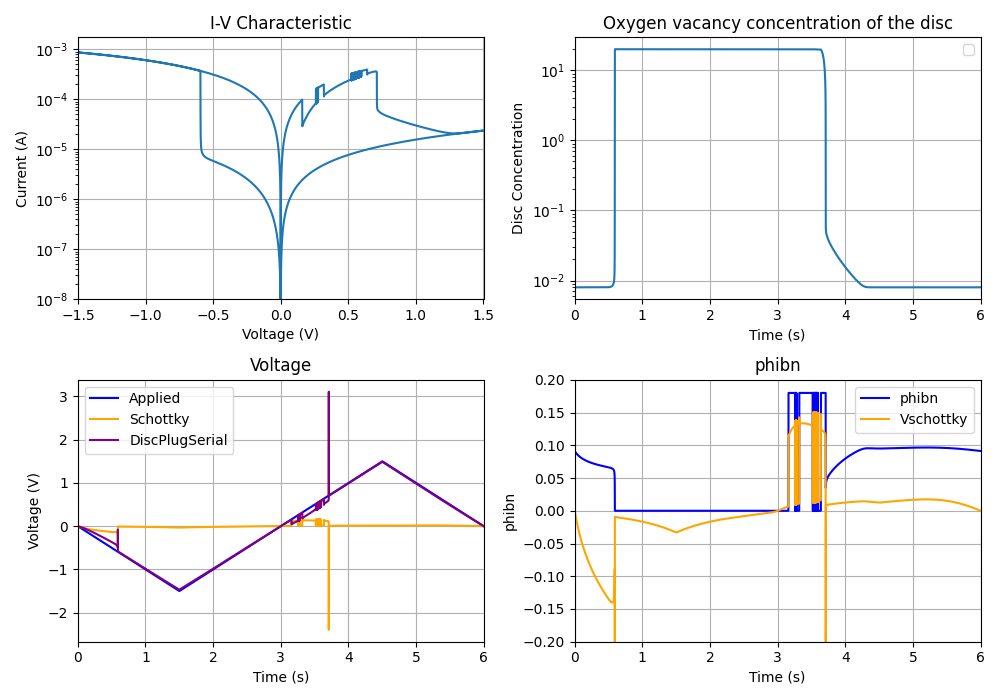 I-V Characteristic
Current (A)
10⁻³
10⁻⁴
10⁻⁵
10⁻⁶
10⁻⁷
10⁻⁸
−1.5 −1.0 −0.5 0.0 0.5 1.0 1.5
Voltage (V)
Oxygen vacancy concentration of the disc
Disc Concentration
10¹
10⁰
10⁻¹
10⁻²
0 1 2 3 4 5 6
Time (s)
Voltage
Voltage (V)
3
2
1
0
−1
−2
Applied
Schottky
DiscPlugSerial
0 1 2 3 4 5 6
Time (s)
phibn
phibn
0.20
0.15
0.10
0.05
0.00
−0.05
−0.10
−0.15
−0.20
phibn
Vschottky
0 1 2 3 4 5 6
Time (s)